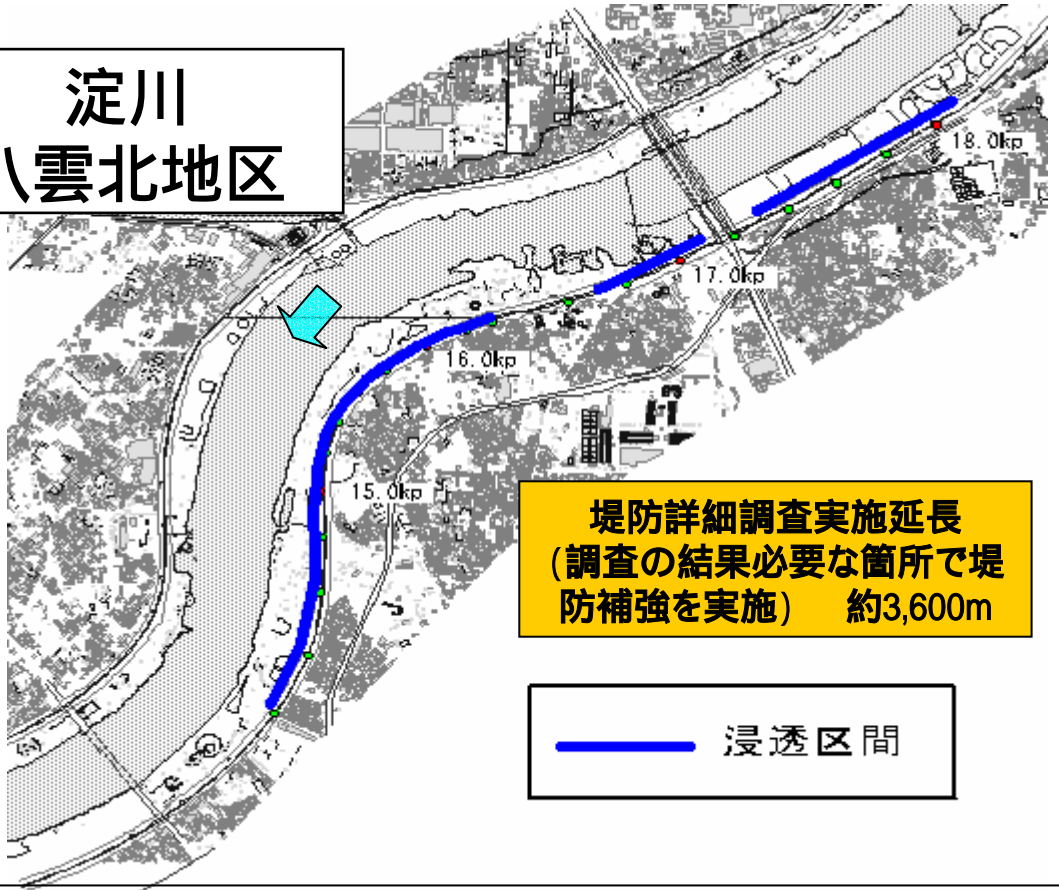 淀川
八雲北地区
18.0kp
17.0kp
16.0kp
15.0kp
堤防詳細調査実施延長
(調査の結果必要な箇所で堤
防補強を実施) 約3,600m
浸透区間